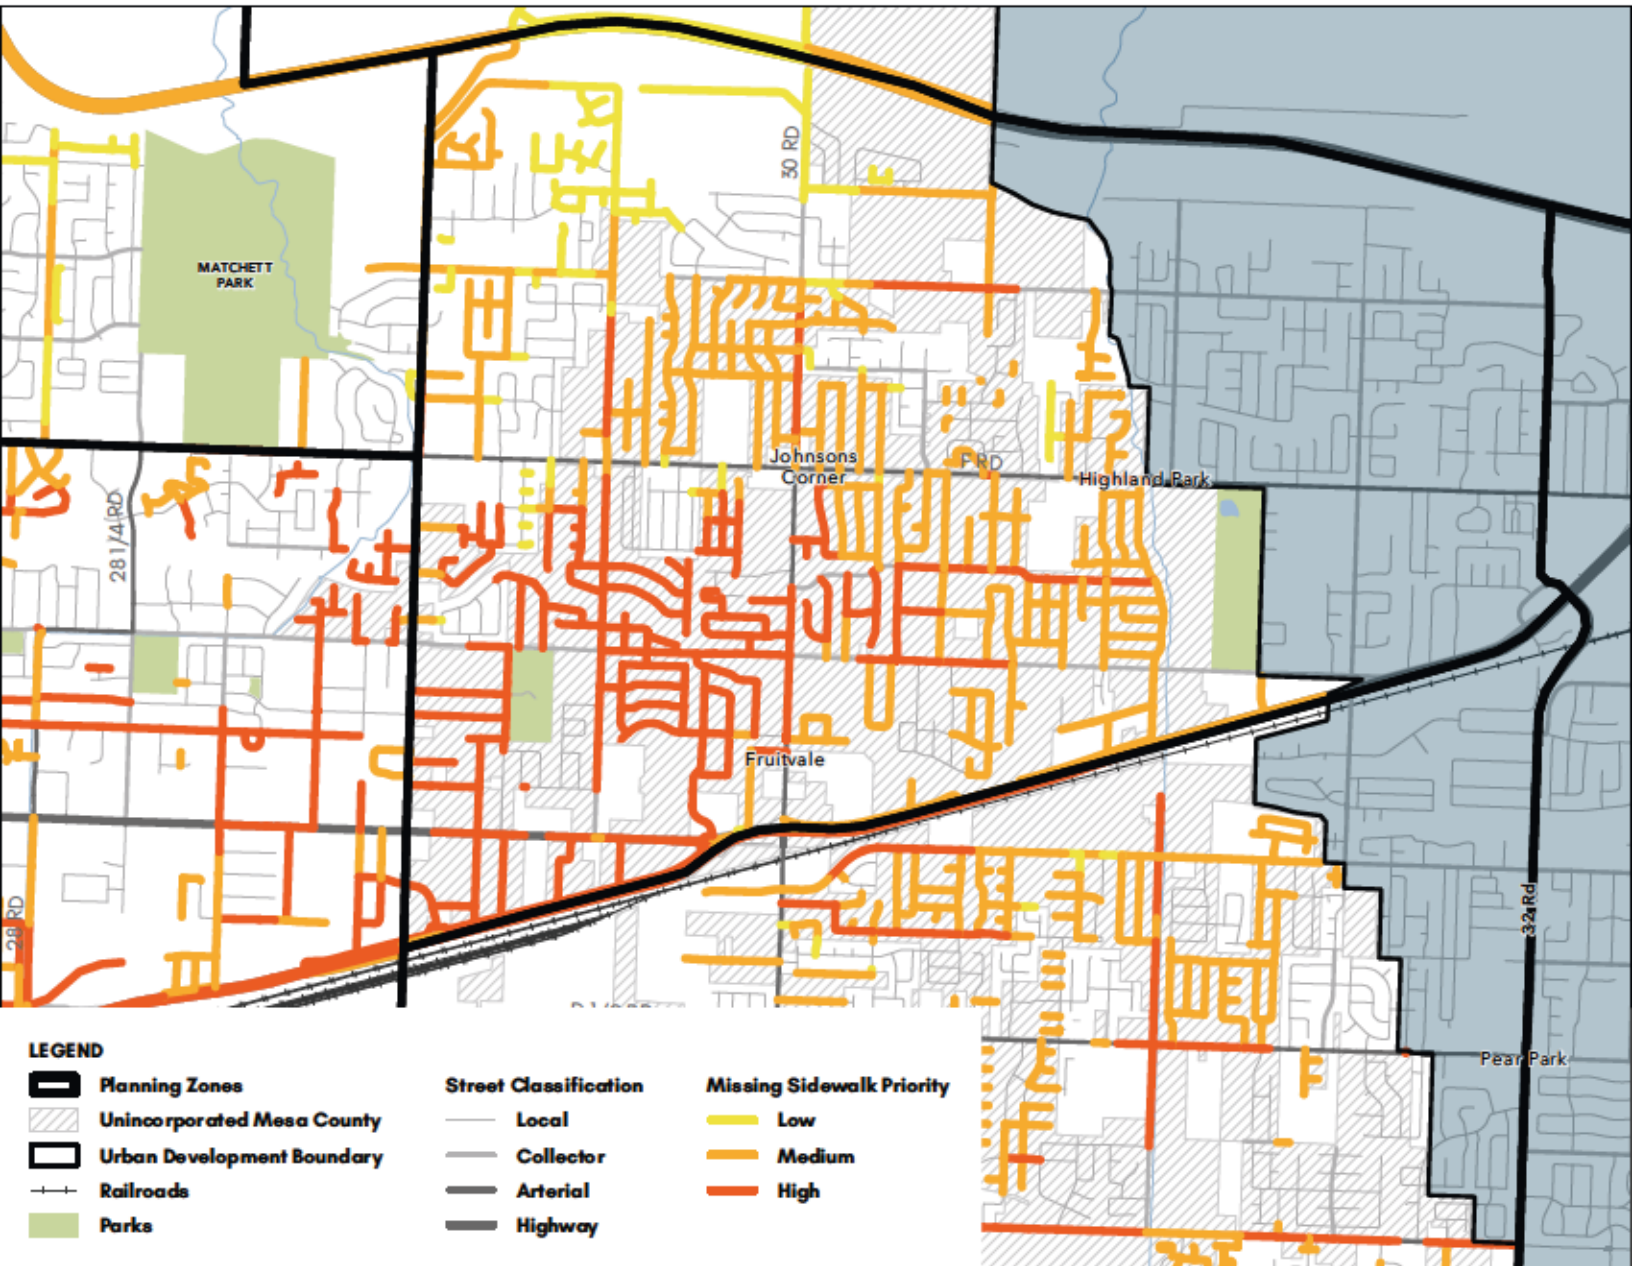 30 RD
MATCHETT
PARK
Johnsons
Corner
F RD
Highland Park
28 1/4 RD
Fruitvale
28 RD
32 Rd
Pear Park
LEGEND
Planning Zones
Unincorporated Mesa County
Urban Development Boundary
Railroads
Parks
Street Classification
Local
Collector
Arterial
Highway
Missing Sidewalk Priority
Low
Medium
High